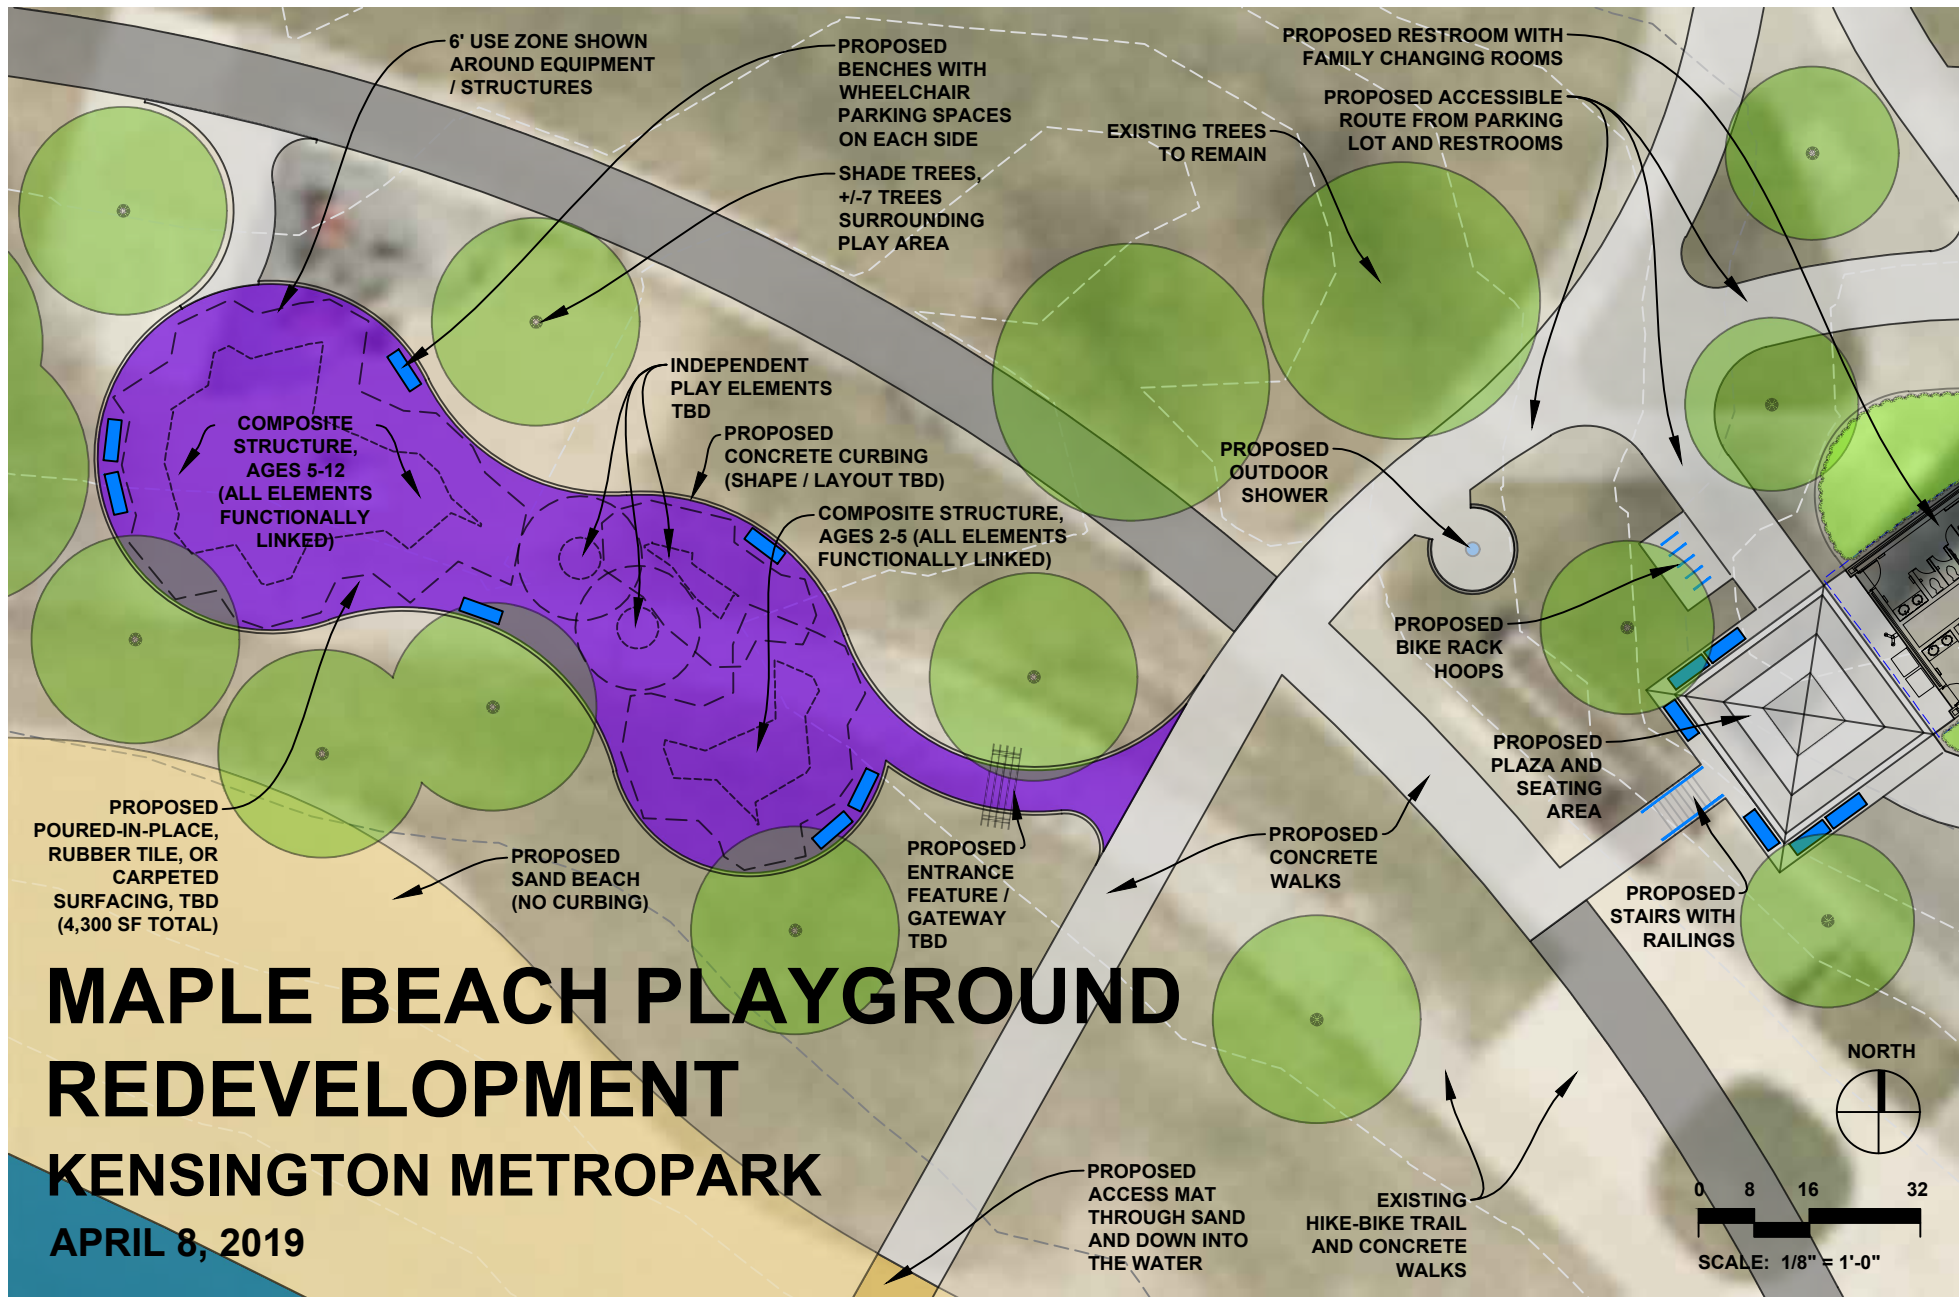 6' USE ZONE SHOWN
AROUND EQUIPMENT
/ STRUCTURES
PROPOSED
BENCHES WITH
WHEELCHAIR
PARKING SPACES
ON EACH SIDE
SHADE TREES,
+/-7 TREES
SURROUNDING
PLAY AREA
EXISTING TREES
TO REMAIN
PROPOSED RESTROOM WITH
FAMILY CHANGING ROOMS
PROPOSED ACCESSIBLE
ROUTE FROM PARKING
LOT AND RESTROOMS
INDEPENDENT
PLAY ELEMENTS
TBD
PROPOSED
CONCRETE CURBING
(SHAPE / LAYOUT TBD)
COMPOSITE STRUCTURE,
AGES 2-5 (ALL ELEMENTS
FUNCTIONALLY LINKED)
COMPOSITE
STRUCTURE,
AGES 5-12
(ALL ELEMENTS
FUNCTIONALLY
LINKED)
PROPOSED
OUTDOOR
SHOWER
PROPOSED
BIKE RACK
HOOPS
PROPOSED
PLAZA AND
SEATING
AREA
PROPOSED
STAIRS WITH
RAILINGS
PROPOSED
POURED-IN-PLACE,
RUBBER TILE, OR
CARPETED
SURFACING, TBD
(4,300 SF TOTAL)
PROPOSED
SAND BEACH
(NO CURBING)
PROPOSED
ENTRANCE
FEATURE /
GATEWAY
TBD
PROPOSED
CONCRETE
WALKS
MAPLE BEACH PLAYGROUND
REDEVELOPMENT
KENSINGTON METROPARK
APRIL 8, 2019
PROPOSED
ACCESS MAT
THROUGH SAND
AND DOWN INTO
THE WATER
EXISTING
HIKE-BIKE TRAIL
AND CONCRETE
WALKS
NORTH
0 8 16 32
SCALE: 1/8" = 1'-0"